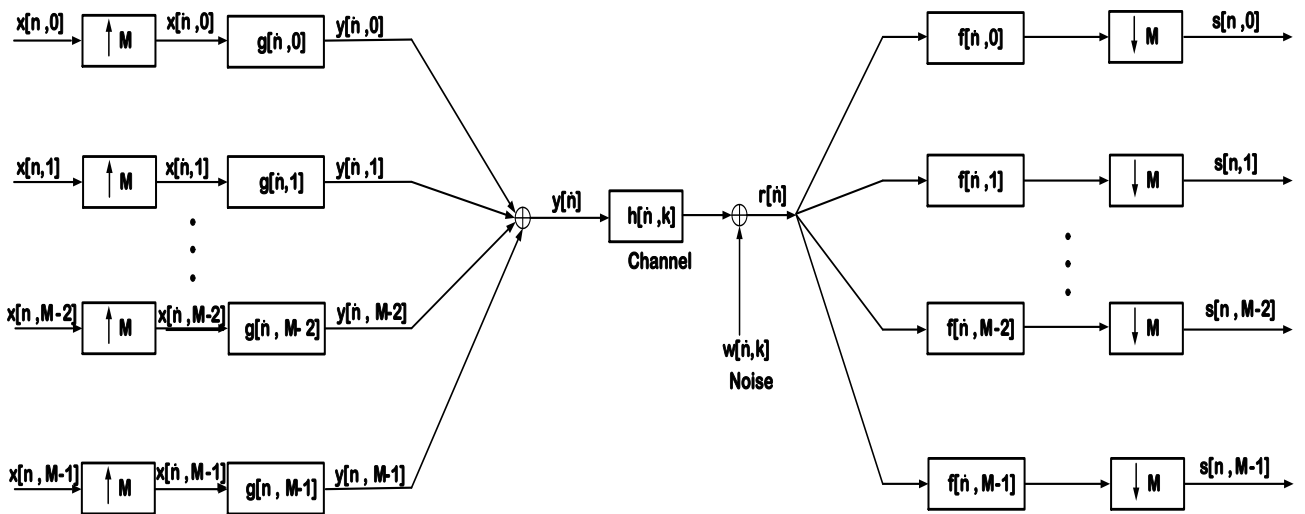 x[n ,0]
↑ M
x[ṅ ,0]
g[ṅ ,0]
y[ṅ ,0]
f[ṅ ,0]
↓ M
s[n , 0]
x[n,1]
↑ M
x[ṅ,1]
g[ṅ,1]
y[ṅ ,1]
f[ṅ ,1]
↓ M
s[n,1]
y[ṅ]
h[ṅ ,k]
Channel
r[ṅ]
w[ṅ,k]
Noise
x[n , M-2]
↑ M
x[ṅ , M-2]
g[ṅ , M- 2]
y[ṅ , M-2]
f[ṅ , M-2]
↓ M
s[n , M-2]
x[n , M-1]
↑ M
x[ṅ , M-1]
g[n , M-1]
y[n , M-1]
f[ṅ , M-1]
↓ M
s[n , M-1]